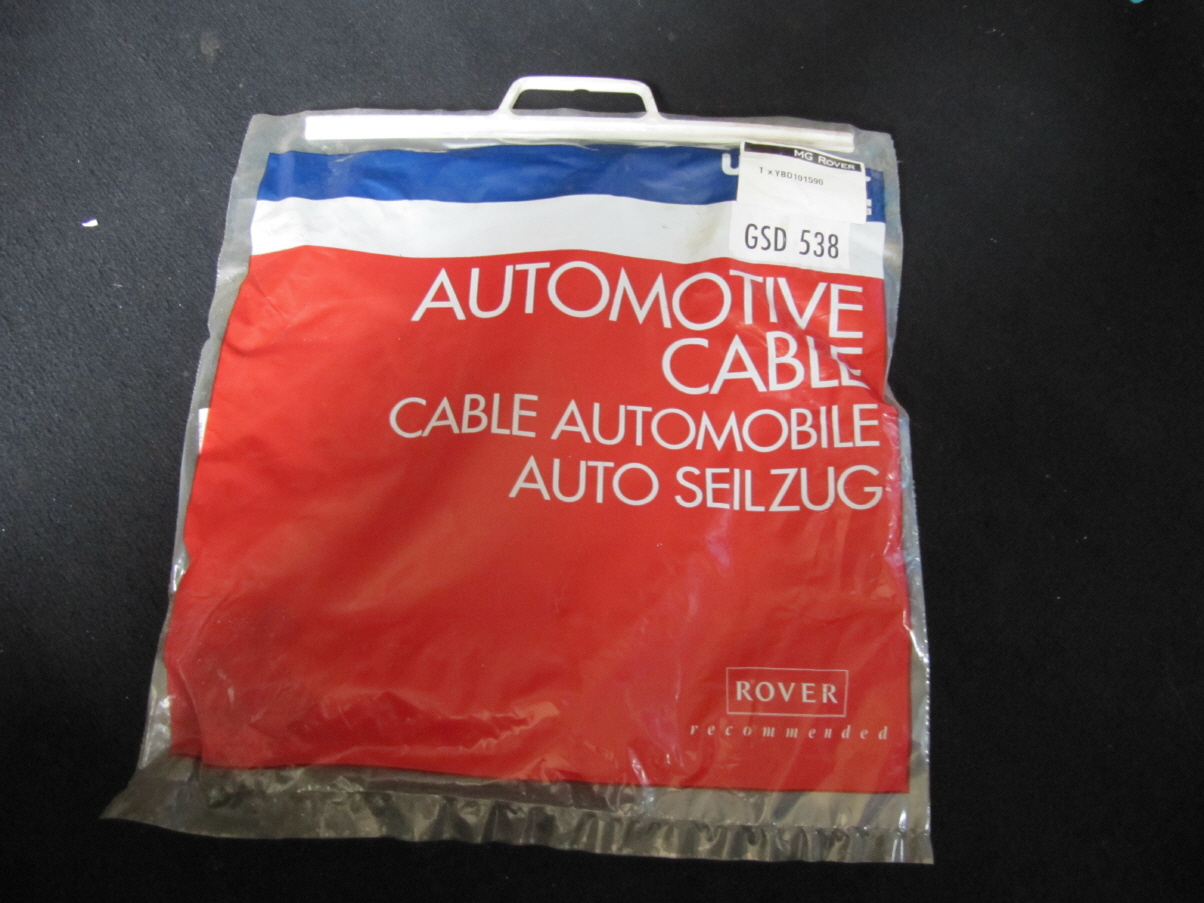 MG ROVER
1 x YBD101590
GSD 538
AUTOMOTIVE
CABLE
CABLE AUTOMOBILE
AUTO SEILZUG
ROVER
recommended